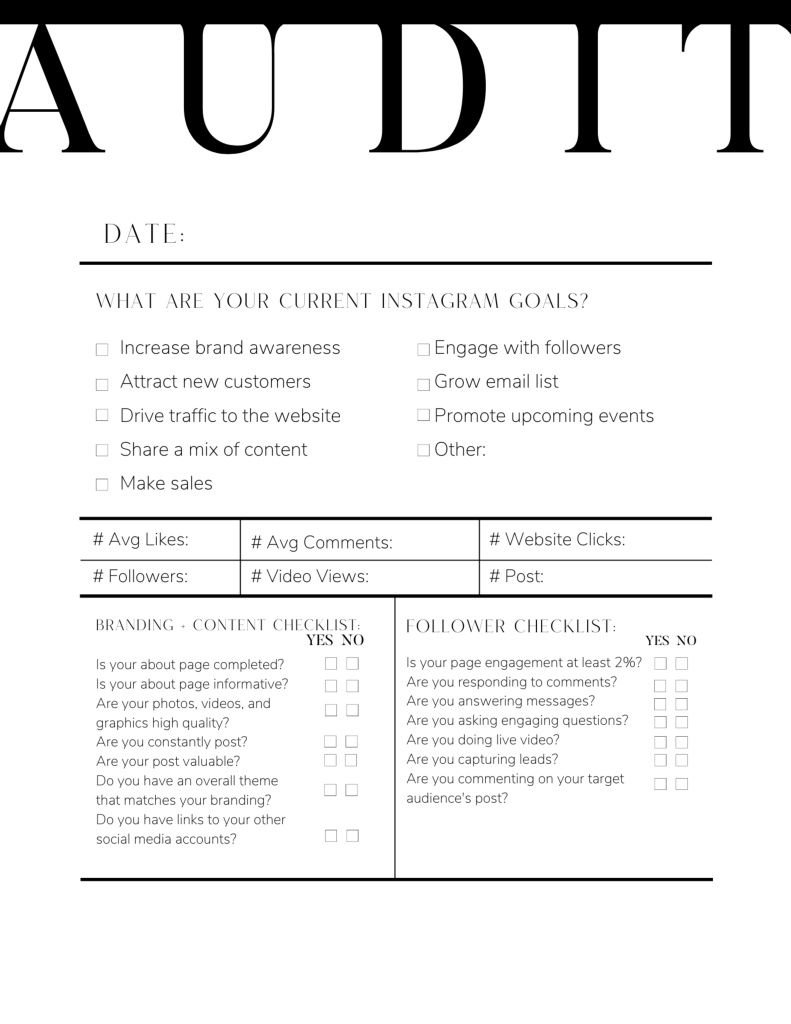 AUDIT
DATE:
WHAT ARE YOUR CURRENT INSTAGRAM GOALS?
Increase brand awareness
Attract new customers
Drive traffic to the website
Share a mix of content
Make sales
Engage with followers
Grow email list
Promote upcoming events
Other:
# Avg Likes:
# Avg Comments:
# Website Clicks:
# Followers:
# Video Views:
# Post:
BRANDING + CONTENT CHECKLIST:
YES NO
Is your about page completed?
Is your about page informative?
Are your photos, videos, and
graphics high quality?
Are you constantly post?
Are your post valuable?
Do you have an overall theme
that matches your branding?
Do you have links to your other
social media accounts?
FOLLOWER CHECKLIST:
YES NO
Is your page engagement at least 2%?
Are you responding to comments?
Are you answering messages?
Are you asking engaging questions?
Are you doing live video?
Are you capturing leads?
Are you commenting on your target
audience's post?